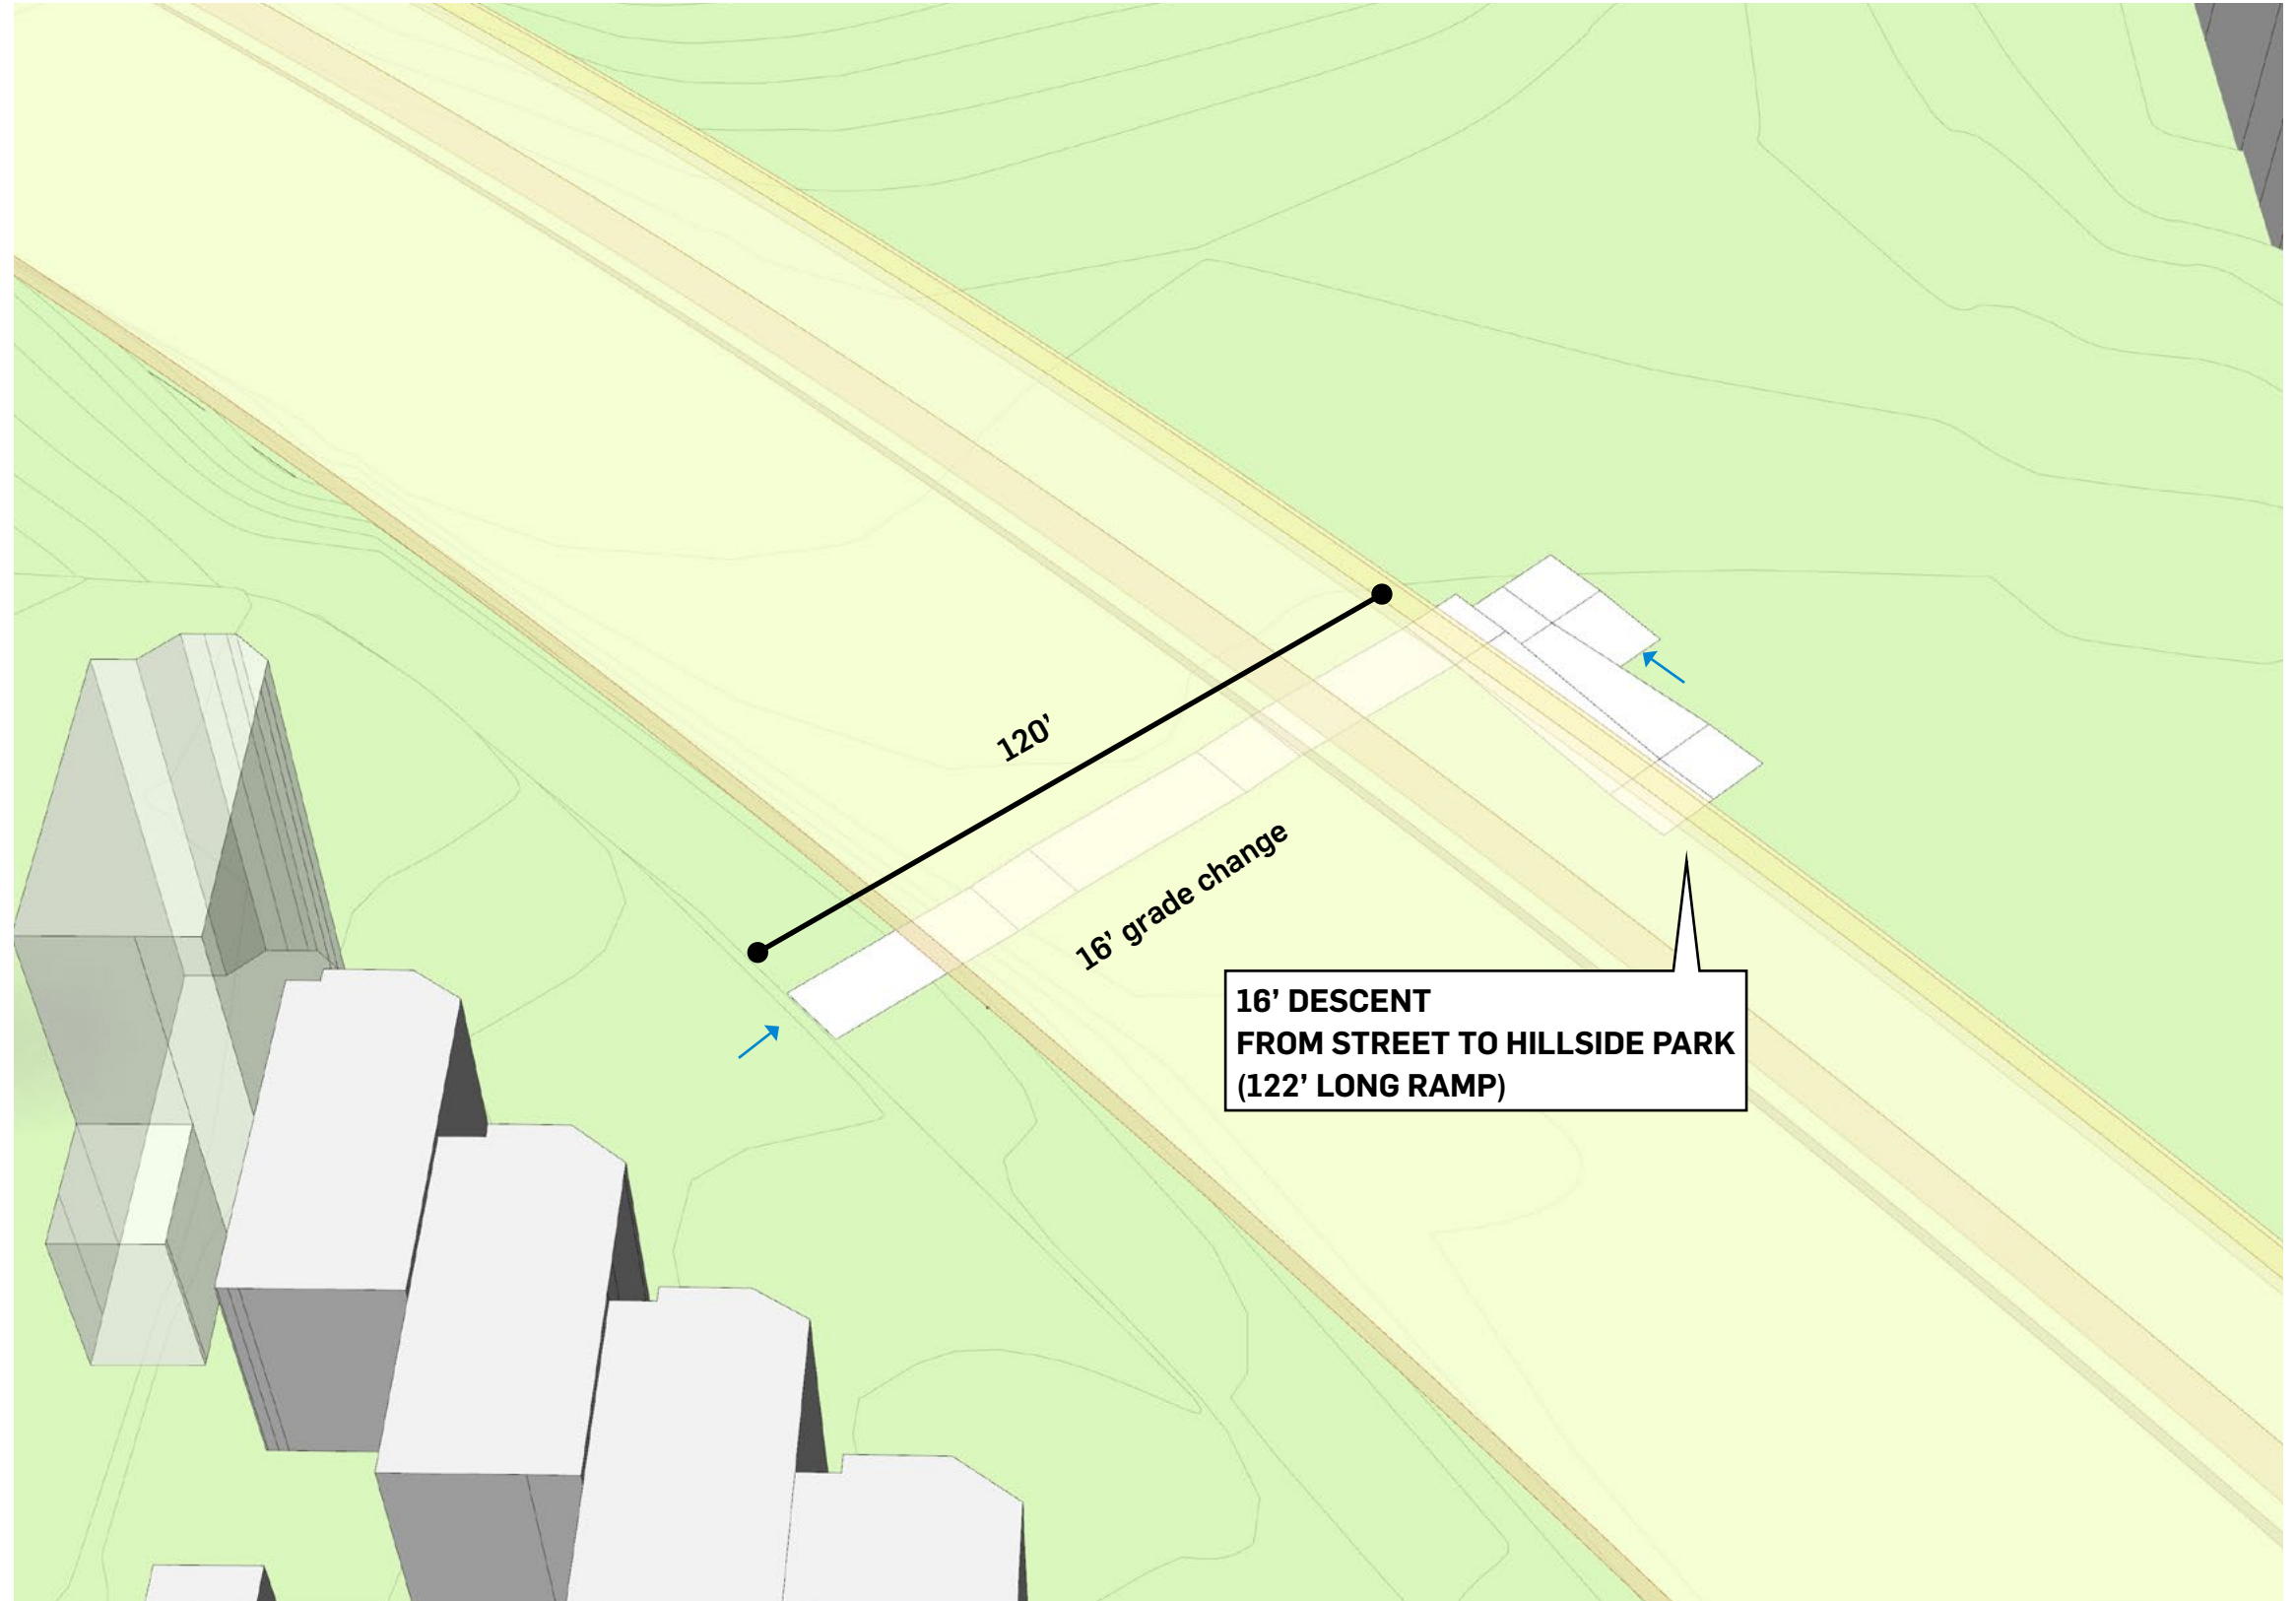 120’
16’ grade change
16’ DESCENT
FROM STREET TO HILLSIDE PARK
(122’ LONG RAMP)